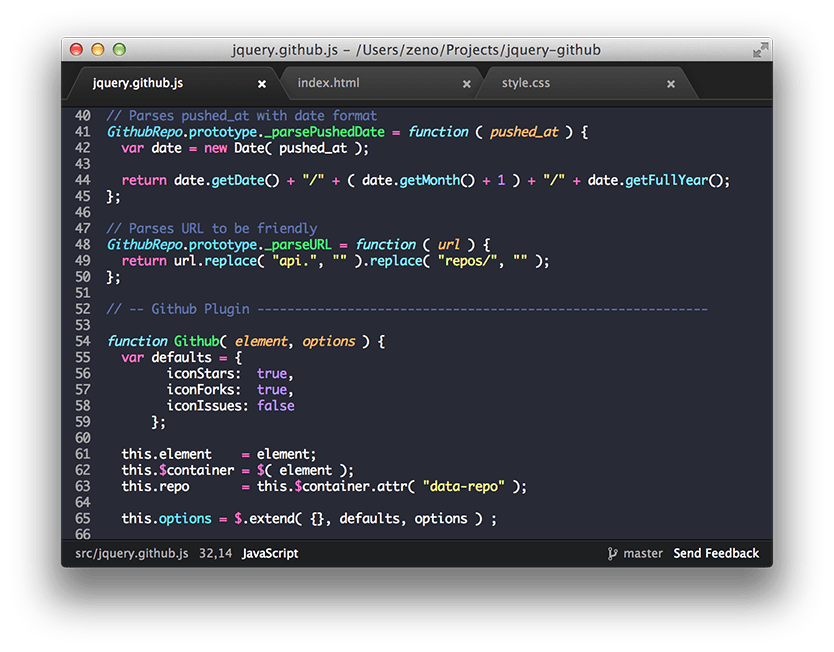 jquery.github.js – /Users/zeno/Projects/jquery-github
jquery.github.js index.html style.css
40 // Parses pushed_at with date format
41 GithubRepo.prototype._parsePushedDate = function ( pushed_at ) {
42   var date = new Date( pushed_at );
43
44   return date.getDate() + "/" + ( date.getMonth() + 1 ) + "/" + date.getFullYear();
45 };
46
47 // Parses URL to be friendly
48 GithubRepo.prototype._parseURL = function ( url ) {
49   return url.replace( "api.", "" ).replace( "repos/", "" );
50 };
51
52 // -- Github Plugin ------------------------------------------------------------
53
54 function Github( element, options ) {
55   var defaults = {
56         iconStars:  true,
57         iconForks:  true,
58         iconIssues: false
59       };
60
61   this.element    = element;
62   this.$container = $( element );
63   this.repo       = this.$container.attr( "data-repo" );
64
65   this.options = $.extend( {}, defaults, options ) ;
66
src/jquery.github.js 32,14 JavaScript master Send Feedback